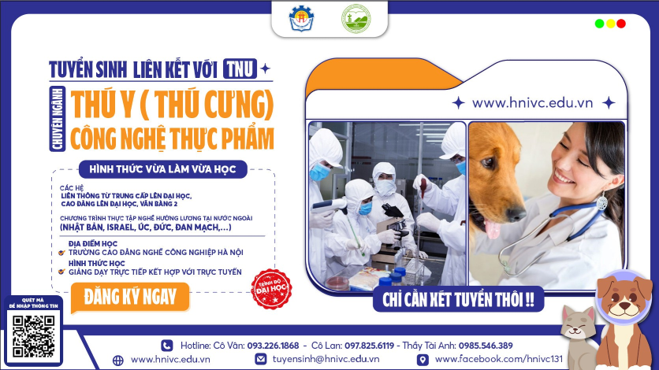 TUYỂN SINH LIÊN KẾT VỚI TNU
CHUYÊN NGÀNH
THÚ Y ( THÚ CƯNG)
CÔNG NGHỆ THỰC PHẨM
HÌNH THỨC VỪA LÀM VỪA HỌC
CÁC HỆ
LIÊN THÔNG TỪ TRUNG CẤP LÊN ĐẠI HỌC,
CAO ĐẲNG LÊN ĐẠI HỌC, VĂN BẰNG 2
CHƯƠNG TRÌNH THỰC TẬP NGHỀ HƯỞNG LƯƠNG TẠI NƯỚC NGOÀI
(NHẬT BẢN, ISRAEL, ÚC, ĐỨC, ĐAN MẠCH,...)
ĐỊA ĐIỂM HỌC
TRƯỜNG CAO ĐẲNG NGHỀ CÔNG NGHIỆP HÀ NỘI
HÌNH THỨC HỌC
GIẢNG DẠY TRỰC TIẾP KẾT HỢP VỚI TRỰC TUYẾN
ĐĂNG KÝ NGAY
TRÌNH ĐỘ
ĐẠI HỌC
www.hnivc.edu.vn
CHỈ CẦN XÉT TUYỂN THÔI !!
QUÉT MÃ
ĐỂ NHẬP THÔNG TIN
Hotline: Cô Vân: 093.226.1868 - Cô Lan: 097.825.6119 - Thầy Tài Anh: 0985.546.389
www.hnivc.edu.vn
tuyensinh@hnivc.edu.vn
www.facebook.com/hnivc131